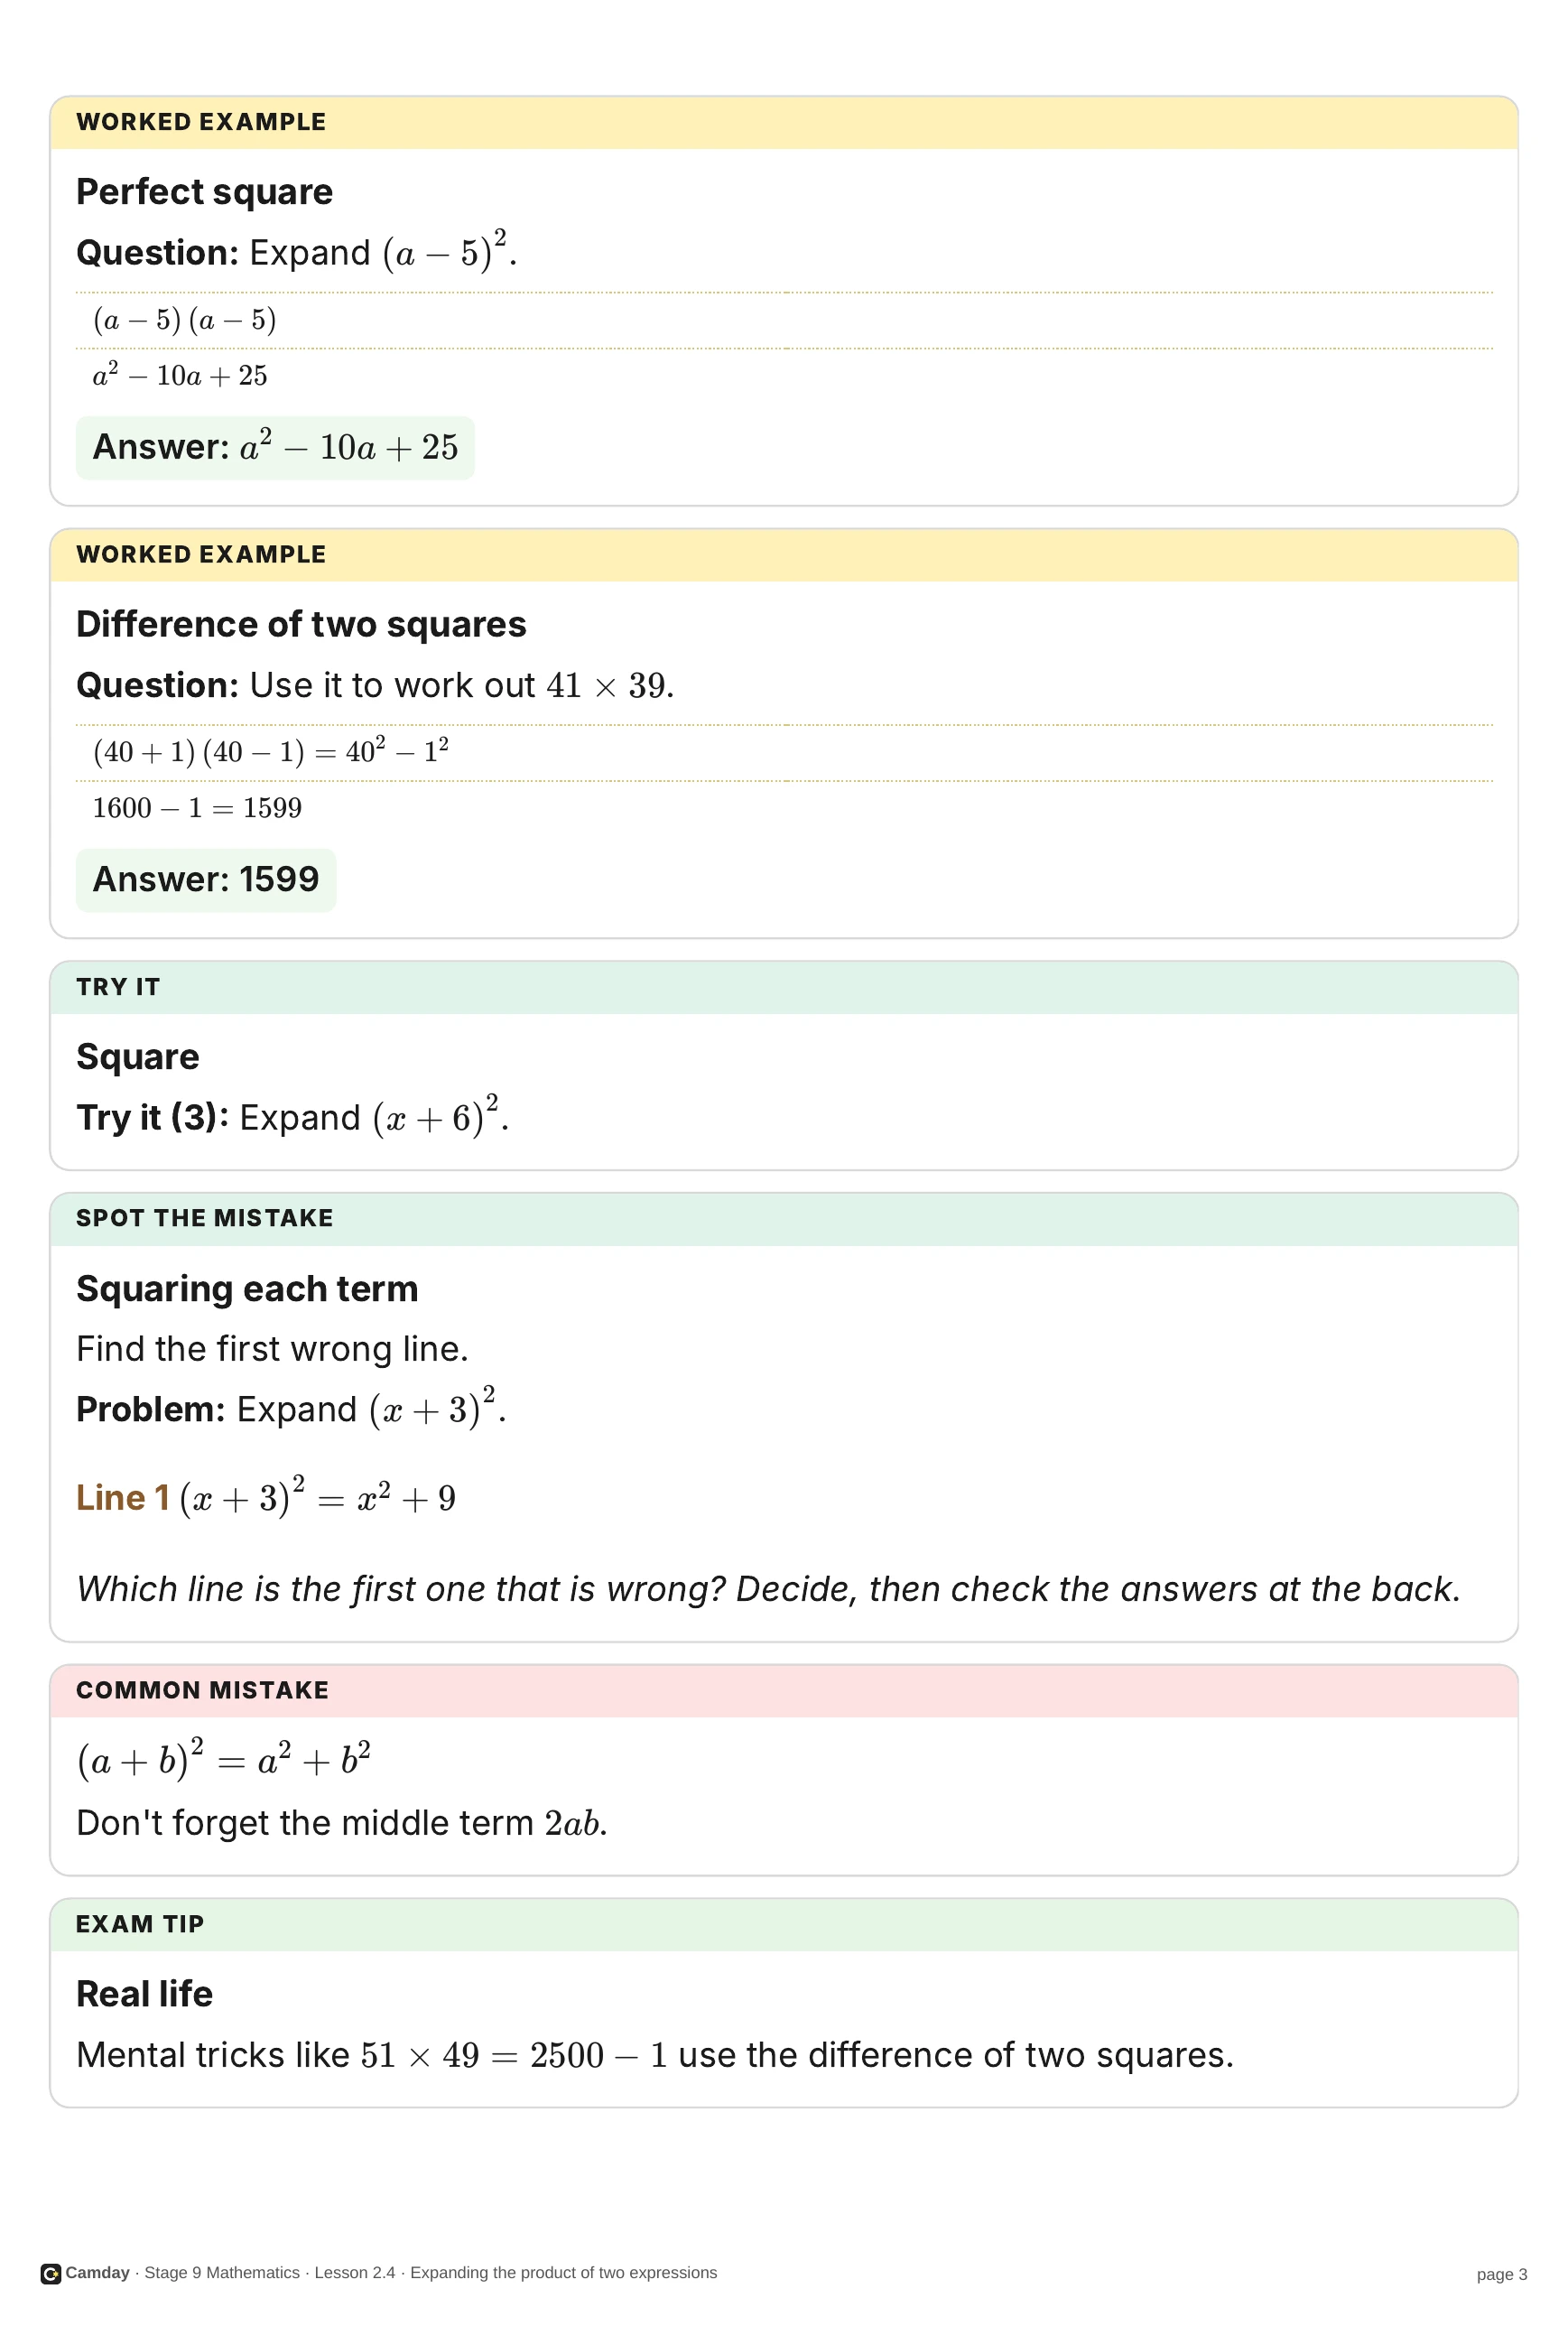 WORKED EXAMPLE
Perfect square
Question: Expand (a − 5)².
(a − 5) (a − 5)
a² − 10a + 25
Answer: a² − 10a + 25
WORKED EXAMPLE
Difference of two squares
Question: Use it to work out 41 × 39.
(40 + 1) (40 − 1) = 40² − 1²
1600 − 1 = 1599
Answer: 1599
TRY IT
Square
Try it (3): Expand (x + 6)².
SPOT THE MISTAKE
Squaring each term
Find the first wrong line.
Problem: Expand (x + 3)².
Line 1 (x + 3)² = x² + 9
Which line is the first one that is wrong? Decide, then check the answers at the back.
COMMON MISTAKE
(a + b)² = a² + b²
Don't forget the middle term 2ab.
EXAM TIP
Real life
Mental tricks like 51 × 49 = 2500 − 1 use the difference of two squares.
Camday · Stage 9 Mathematics · Lesson 2.4 · Expanding the product of two expressions
page 3